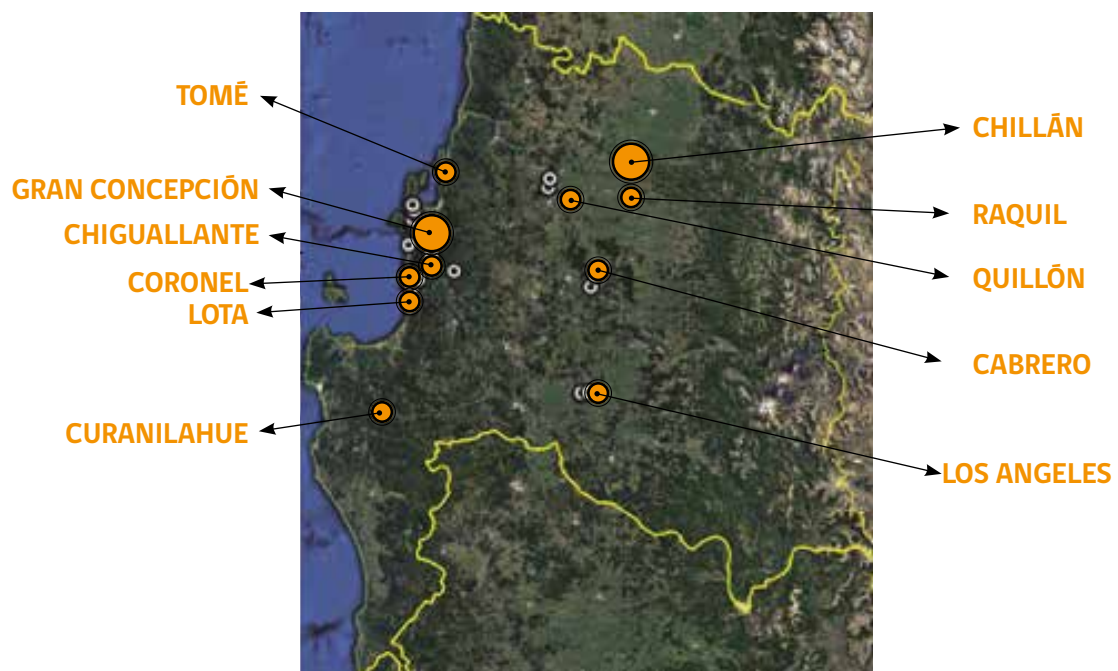 TOMÉ
GRAN CONCEPCIÓN
CHIGUALLANTE
CORONEL
LOTA
CURANILAHUE
CHILLÁN
RAQUIL
QUILLÓN
CABRERO
LOS ANGELES